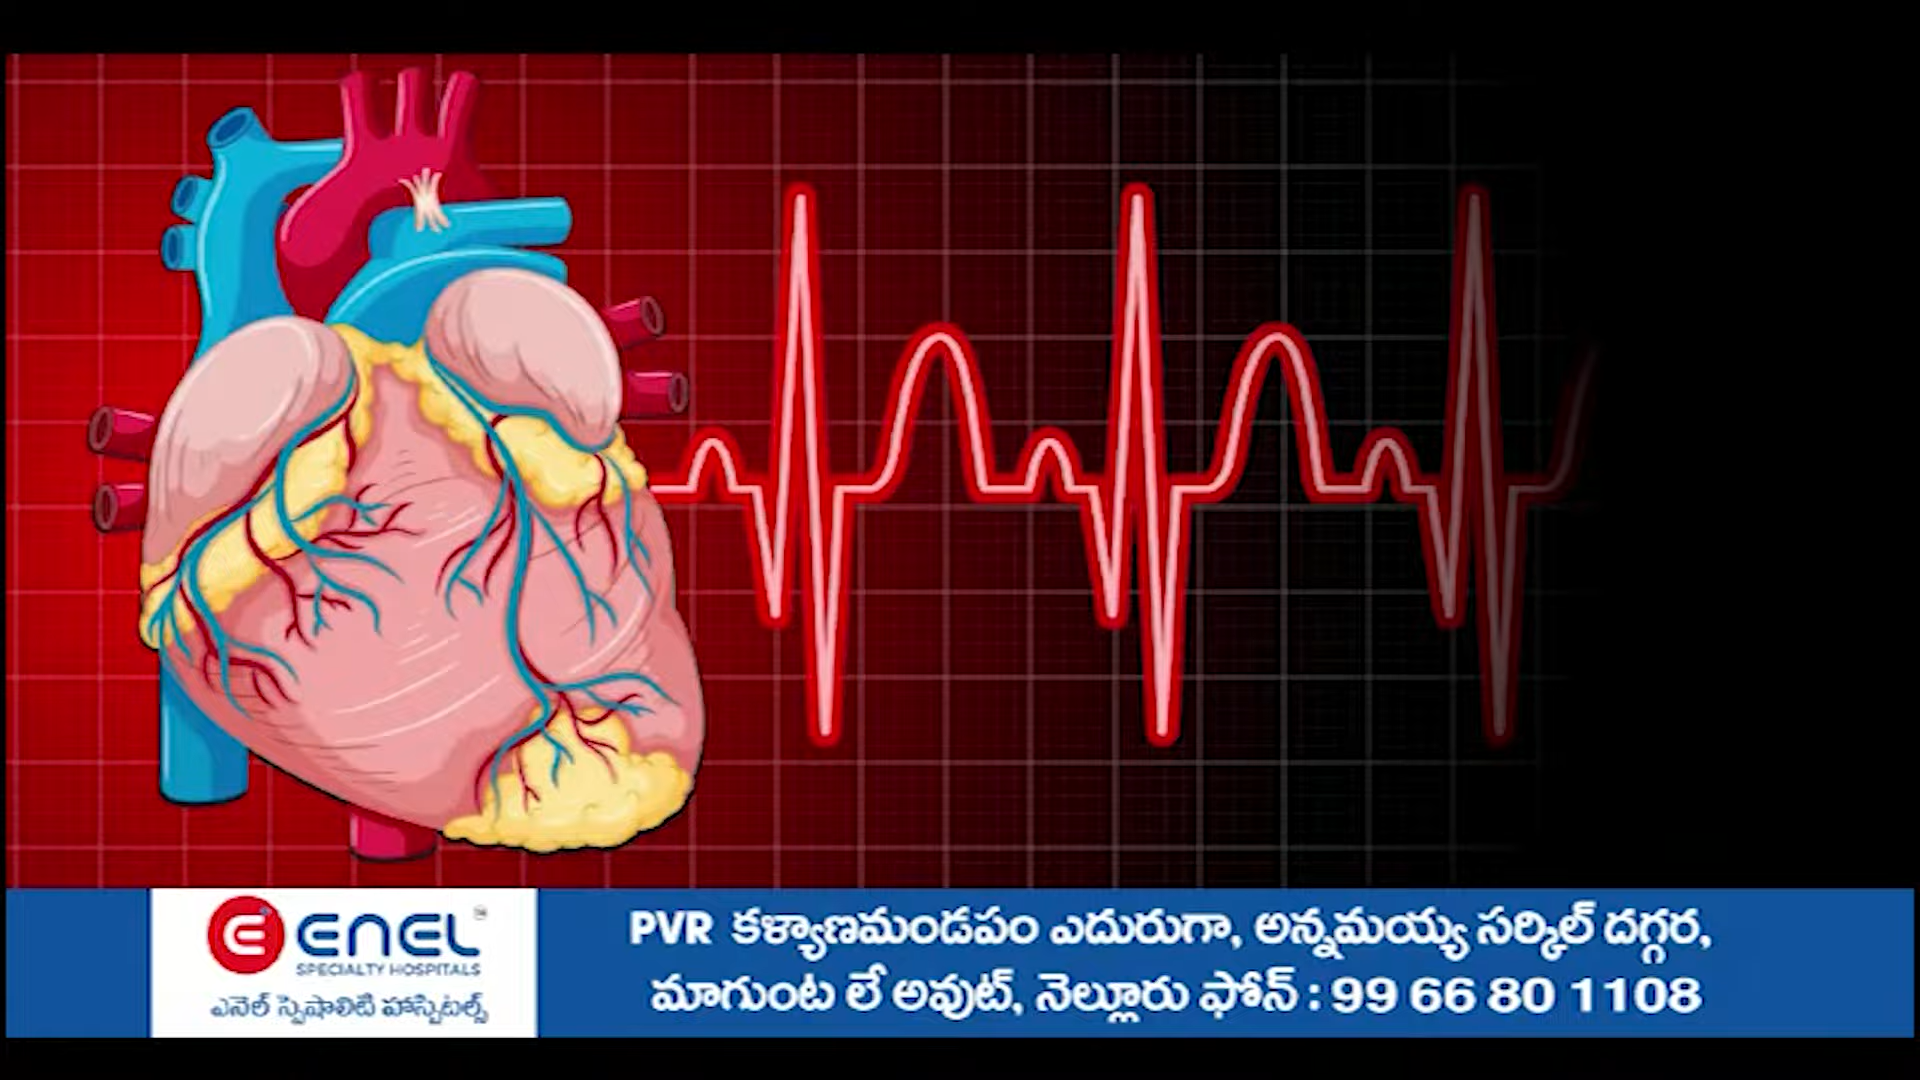 ENEL
SPECIALTY HOSPITALS
ఎనెల్ స్పెషాలిటి హాస్పిటల్స్
PVR కళ్యాణమండపం ఎదురుగా, అన్నమయ్య సర్కిల్ దగ్గర,
మాగుంట లే అవుట్, నెల్లూరు ఫోన్ : 99 66 80 1108